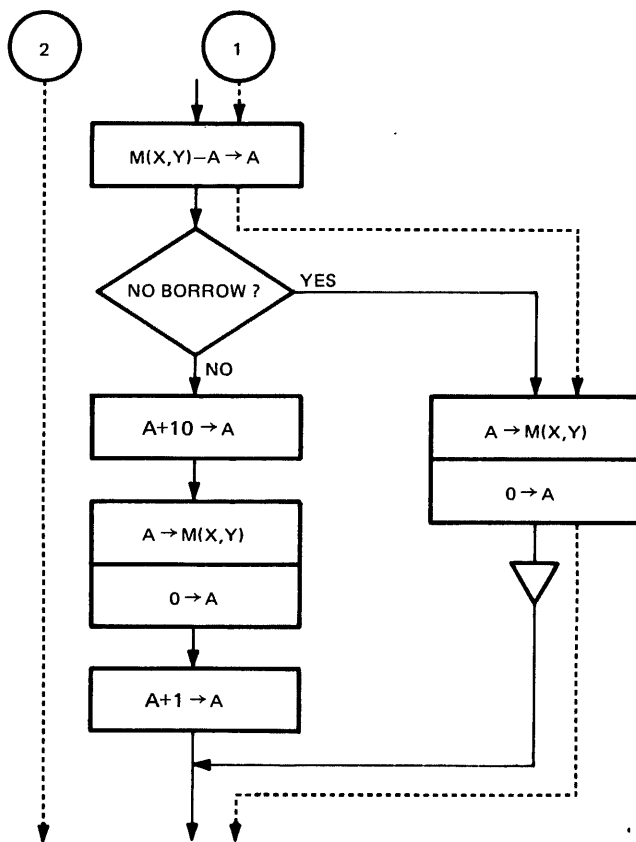 2
1
M(X,Y)−A→A
NO BORROW ?
YES
NO
A+10→A
A→M(X,Y)
0→A
A→M(X,Y)
0→A
A+1→A